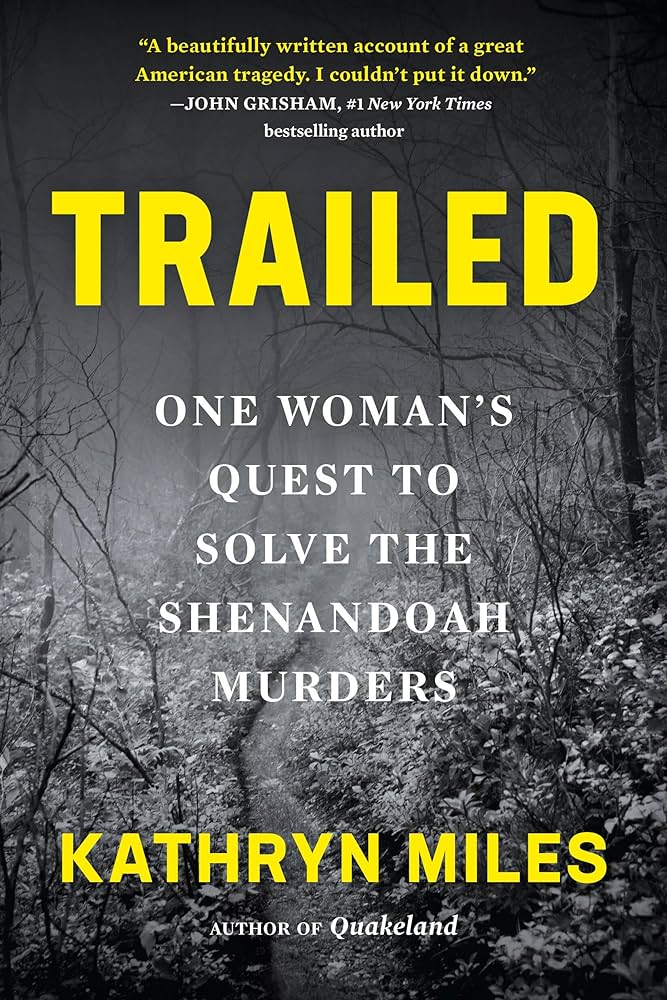 “A beautifully written account of a great
American tragedy. I couldn’t put it down.”
—JOHN GRISHAM, #1 New York Times
bestselling author
TRAILED
ONE WOMAN’S
QUEST TO
SOLVE THE
SHENANDOAH
MURDERS
KATHRYN MILES
AUTHOR OF Quakeland